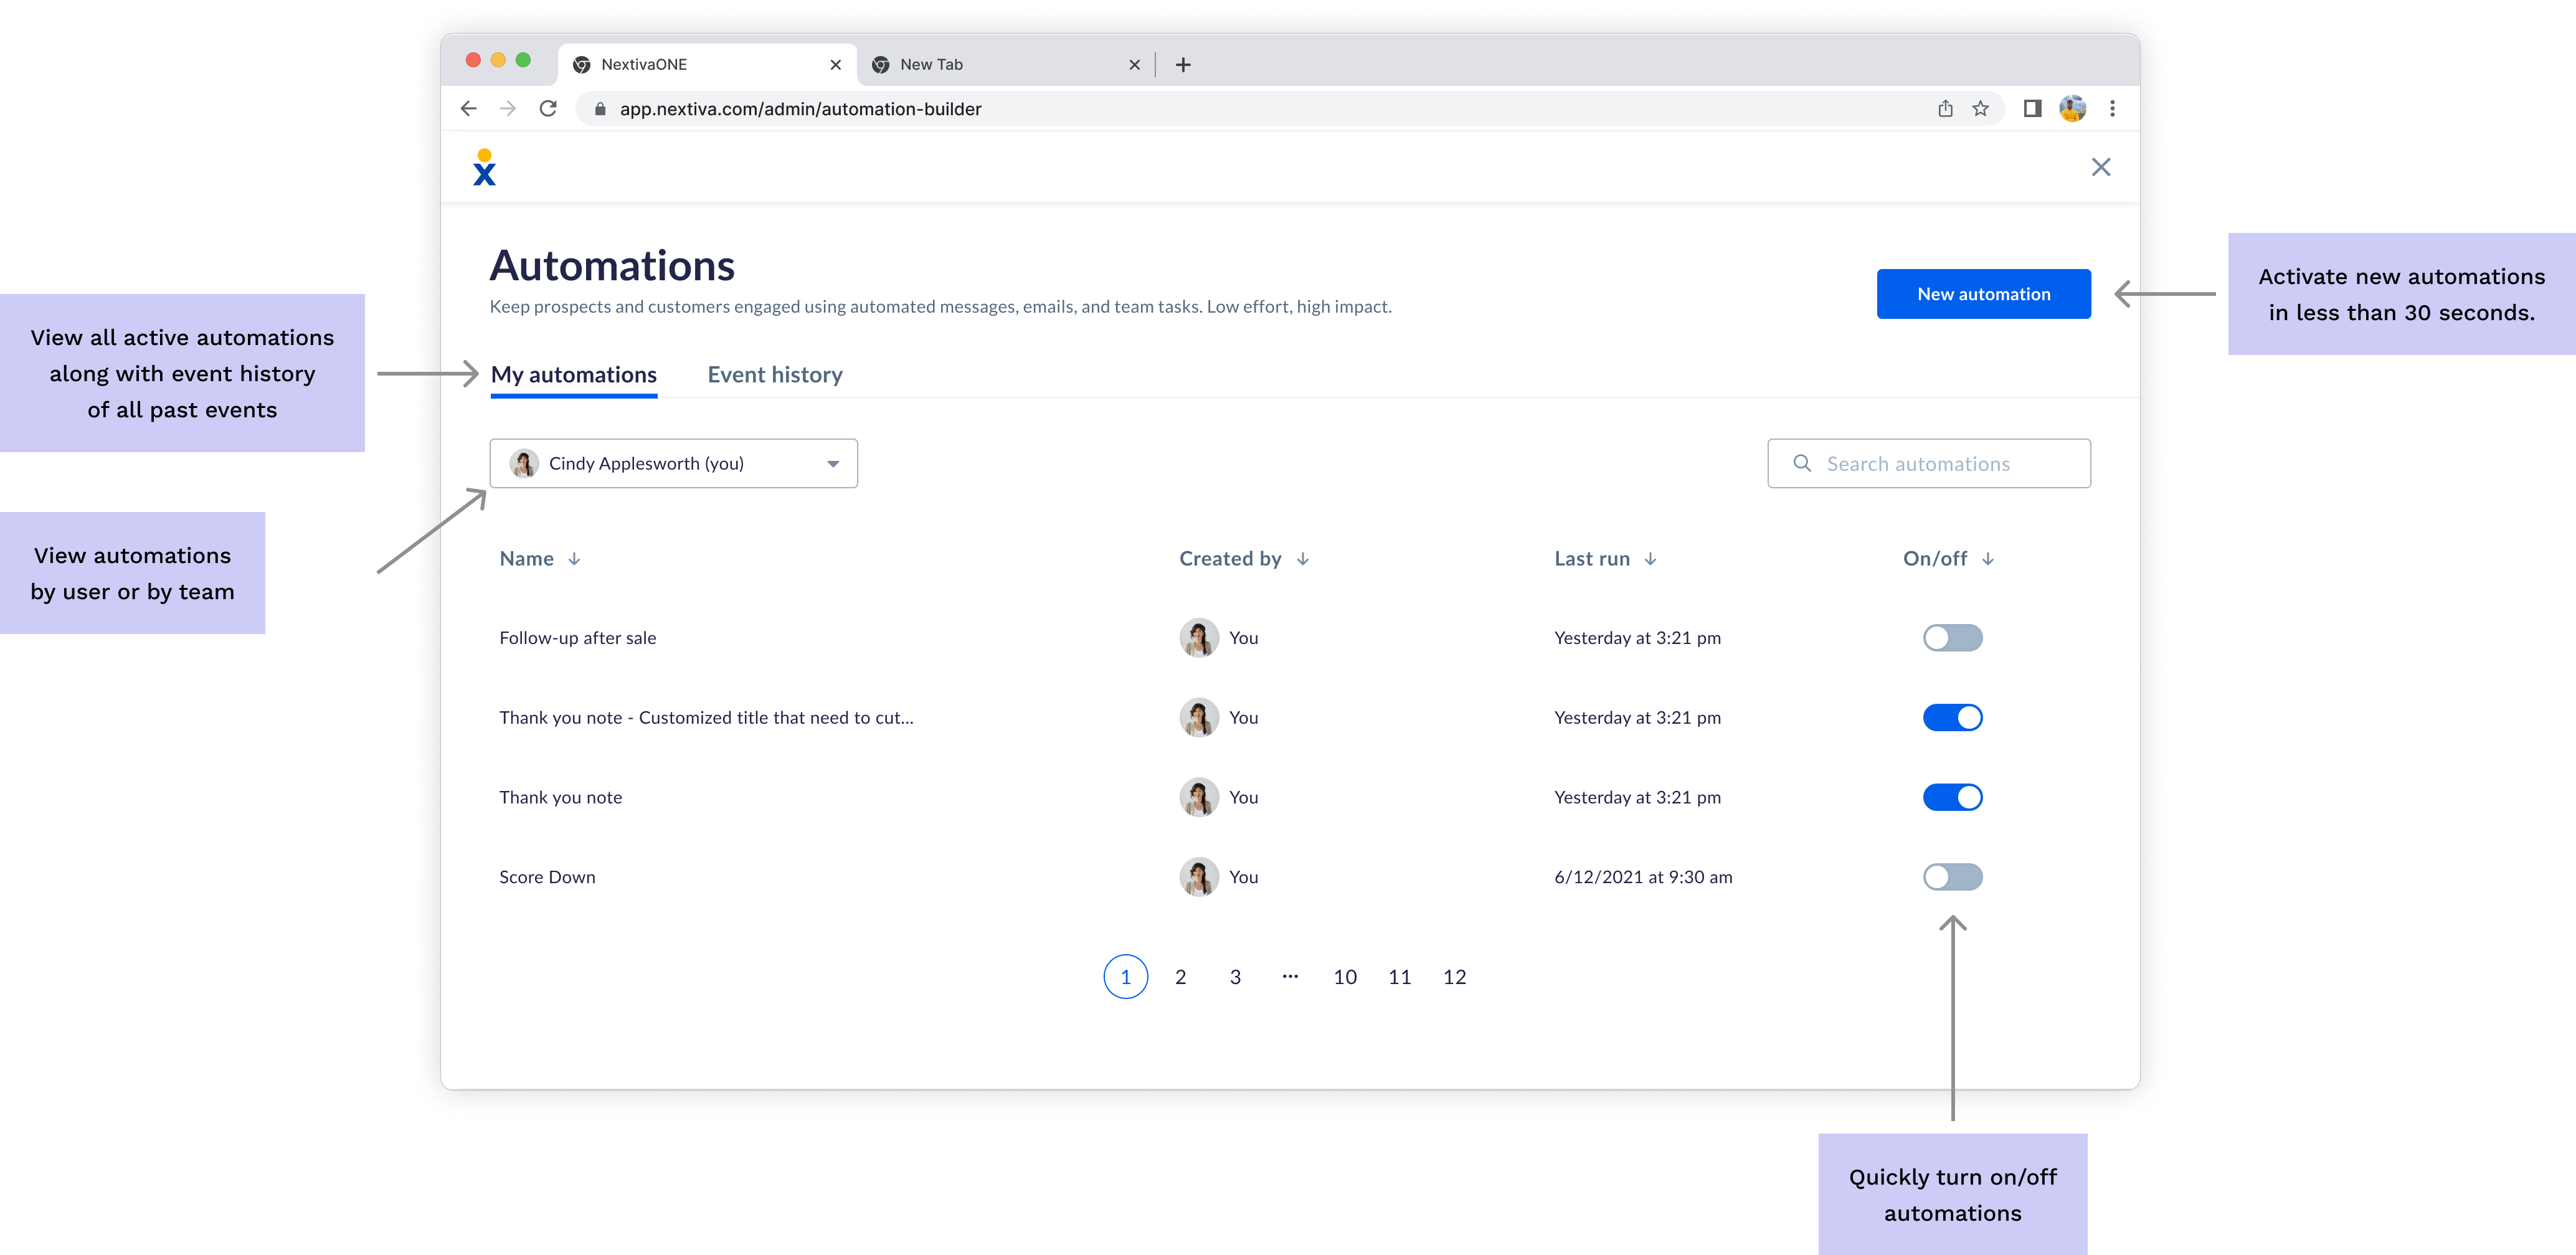 NextivaONE
New Tab
app.nextiva.com/admin/automation-builder
Automations
Keep prospects and customers engaged using automated messages, emails, and team tasks. Low effort, high impact.
New automation
Activate new automations
in less than 30 seconds.
View all active automations
along with event history
of all past events
My automations Event history
Cindy Applesworth (you)
Search automations
View automations
by user or by team
Name Created by Last run On/off
Follow-up after sale You Yesterday at 3:21 pm
Thank you note - Customized title that need to cut... You Yesterday at 3:21 pm
Thank you note You Yesterday at 3:21 pm
Score Down You 6/12/2021 at 9:30 am
1 2 3 ... 10 11 12
Quickly turn on/off
automations